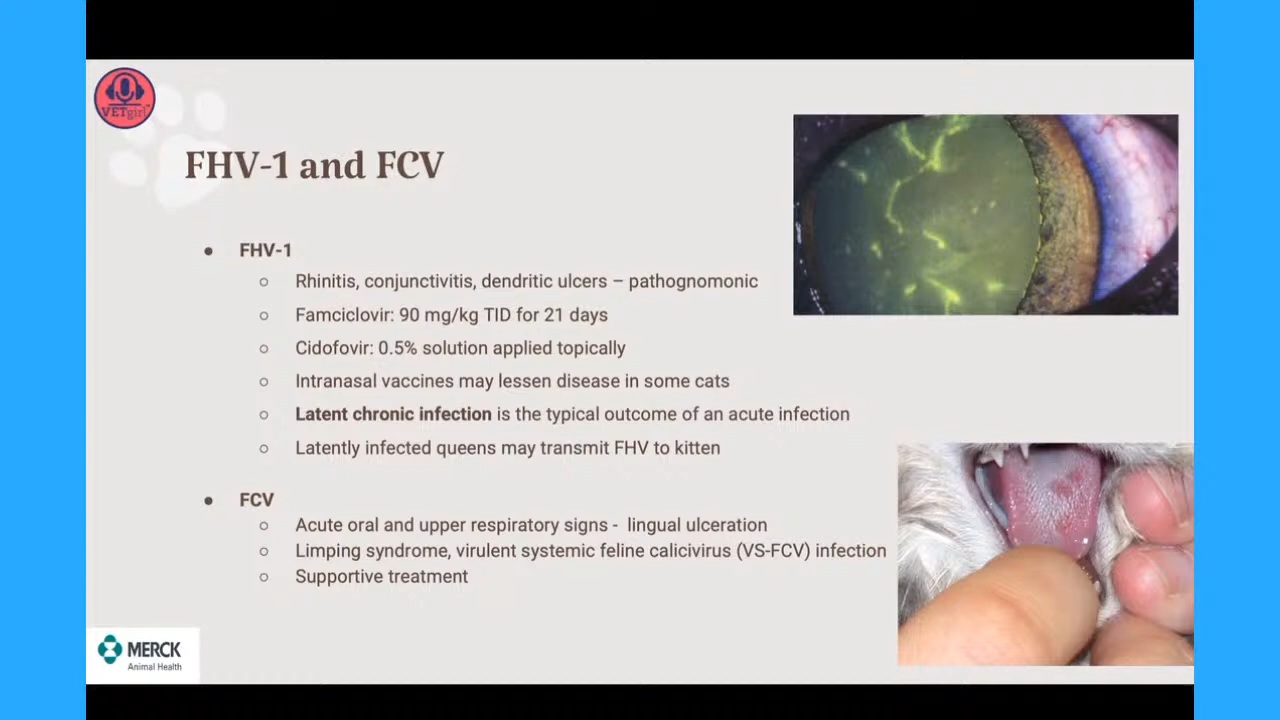 VETgirl
FHV-1 and FCV
● FHV-1
○ Rhinitis, conjunctivitis, dendritic ulcers – pathognomonic
○ Famciclovir: 90 mg/kg TID for 21 days
○ Cidofovir: 0.5% solution applied topically
○ Intranasal vaccines may lessen disease in some cats
○ Latent chronic infection is the typical outcome of an acute infection
○ Latently infected queens may transmit FHV to kitten
● FCV
○ Acute oral and upper respiratory signs - lingual ulceration
○ Limping syndrome, virulent systemic feline calicivirus (VS-FCV) infection
○ Supportive treatment
MERCK
Animal Health